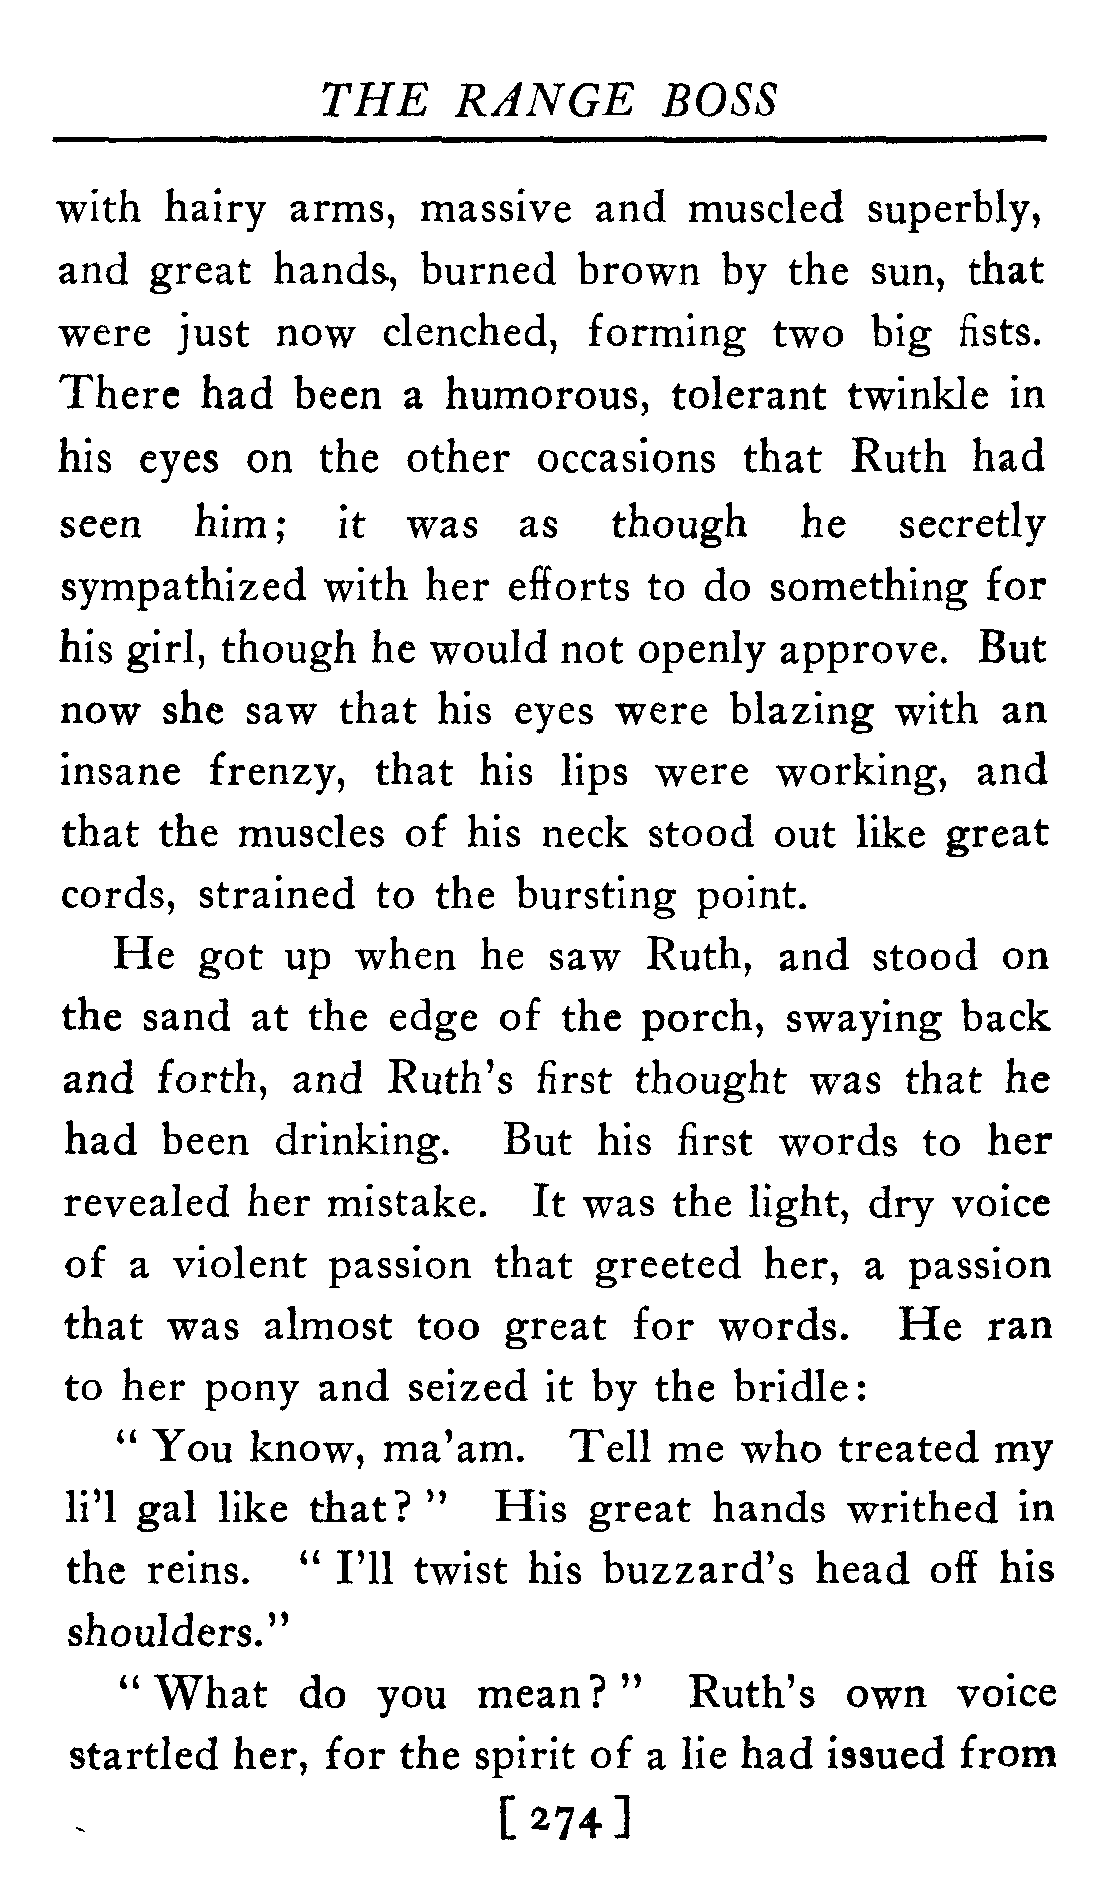 THE RANGE BOSS
with hairy arms, massive and muscled superbly,
and great hands, burned brown by the sun, that
were just now clenched, forming two big fists.
There had been a humorous, tolerant twinkle in
his eyes on the other occasions that Ruth had
seen him; it was as though he secretly
sympathized with her efforts to do something for
his girl, though he would not openly approve. But
now she saw that his eyes were blazing with an
insane frenzy, that his lips were working, and
that the muscles of his neck stood out like great
cords, strained to the bursting point.
He got up when he saw Ruth, and stood on
the sand at the edge of the porch, swaying back
and forth, and Ruth's first thought was that he
had been drinking. But his first words to her
revealed her mistake. It was the light, dry voice
of a violent passion that greeted her, a passion
that was almost too great for words. He ran
to her pony and seized it by the bridle:
"You know, ma'am. Tell me who treated my
li'l gal like that?" His great hands writhed in
the reins. "I'll twist his buzzard's head off his
shoulders."
"What do you mean?" Ruth's own voice
startled her, for the spirit of a lie had issued from
[274]